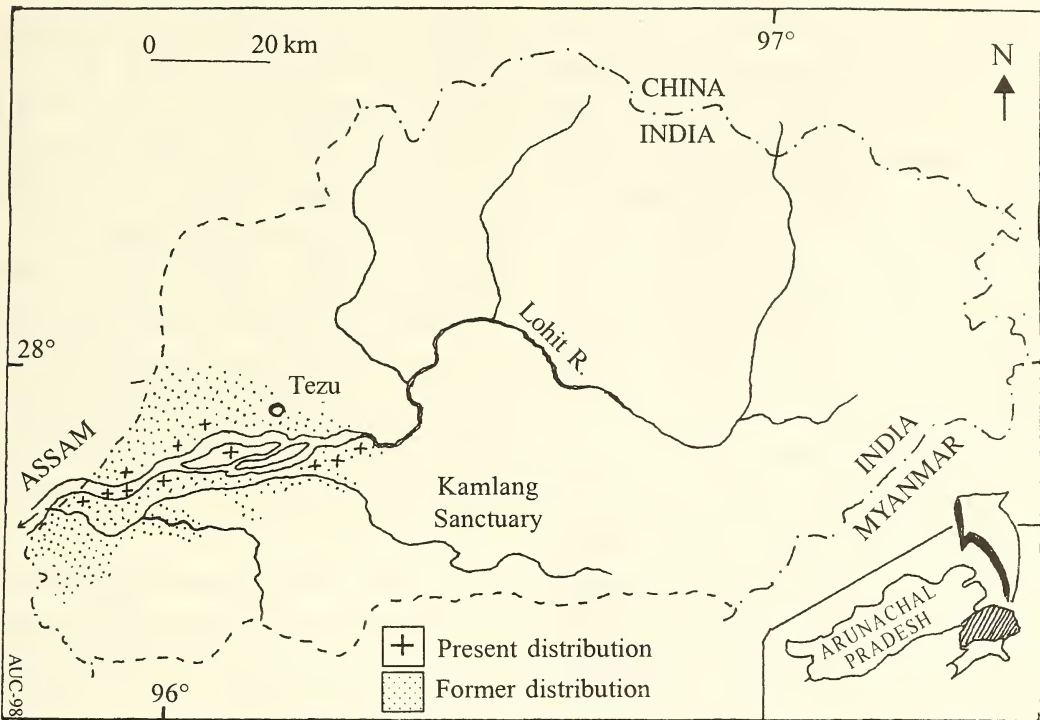 0 20 km
97°
N
CHINA
INDIA
Lohit R.
28°
Tezu
ASSAM
INDIA
MYANMAR
Kamlang
Sanctuary
ARUNACHAL
PRADESH
+ Present distribution
Former distribution
AUC-98
96°